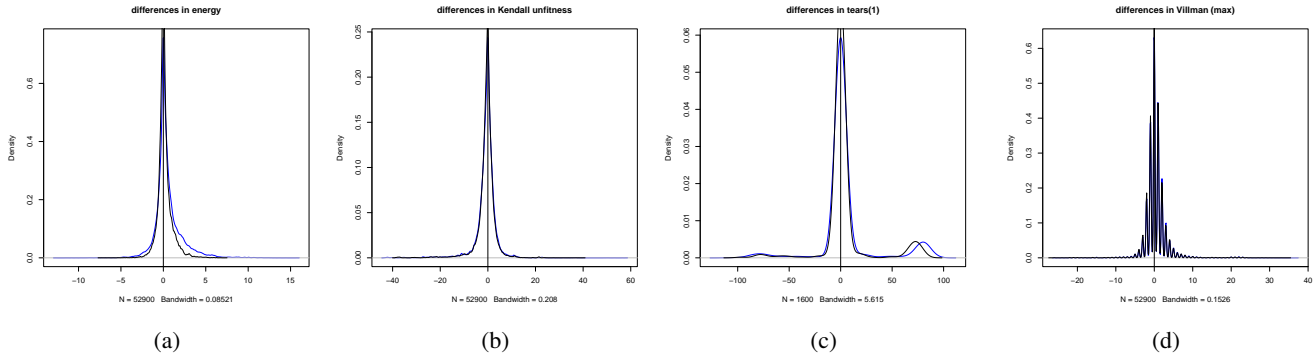 differences in energy
Density
0.0 0.2 0.4 0.6
−10 −5 0 5 10 15
N = 52900 Bandwidth = 0.08521
(a)
differences in Kendall unfitness
Density
0.00 0.05 0.10 0.15 0.20 0.25
−40 −20 0 20 40 60
N = 52900 Bandwidth = 0.208
(b)
differences in tears(1)
Density
0.00 0.01 0.02 0.03 0.04 0.05 0.06
−100 −50 0 50 100
N = 1600 Bandwidth = 5.615
(c)
differences in Villman (max)
Density
0.0 0.1 0.2 0.3 0.4 0.5 0.6
−20 −10 0 10 20 30 40
N = 52900 Bandwidth = 0.1526
(d)